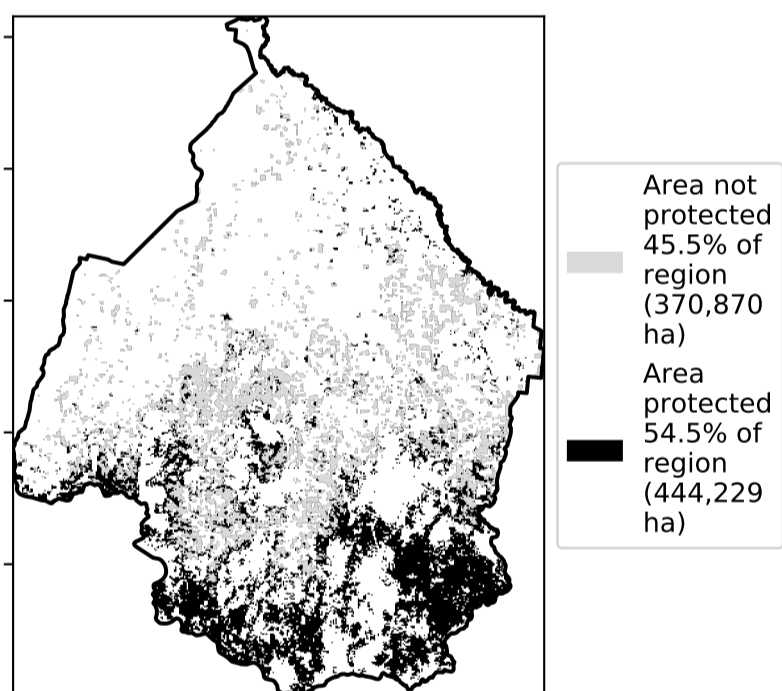 Area not
protected
45.5% of
region
(370,870
ha)
Area
protected
54.5% of
region
(444,229
ha)